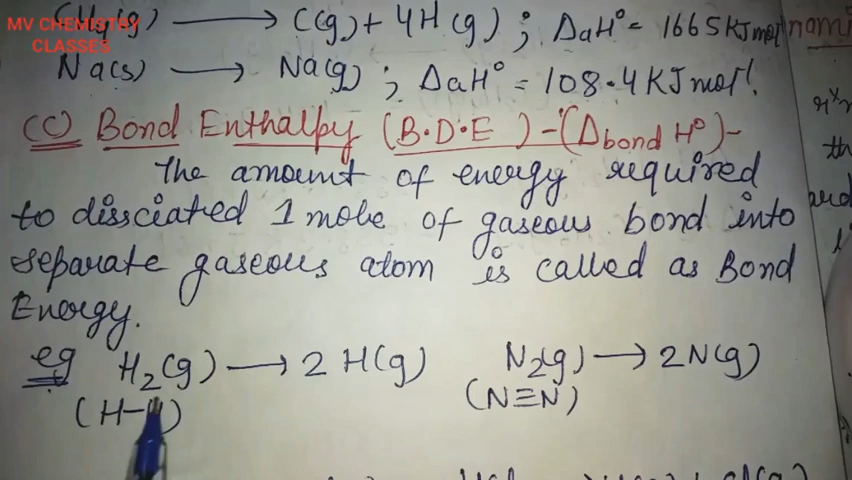 MV CHEMISTRY
CLASSES
(g) ⟶ C(g) + 4H(g) ; ΔaH° = 1665 KJ mol
Na(s) ⟶ Na(g) ; ΔaH° = 108.4 KJ mol⁻¹.
(C) Bond Enthalpy (B.D.E) - (Δbond H°) -
The amount of energy required
to dissciated 1 mole of gaseous bond into
separate gaseous atom is called as Bond
Energy.
eg H₂(g) ⟶ 2H(g) N₂(g) ⟶ 2N(g)
(H-H) (N≡N)